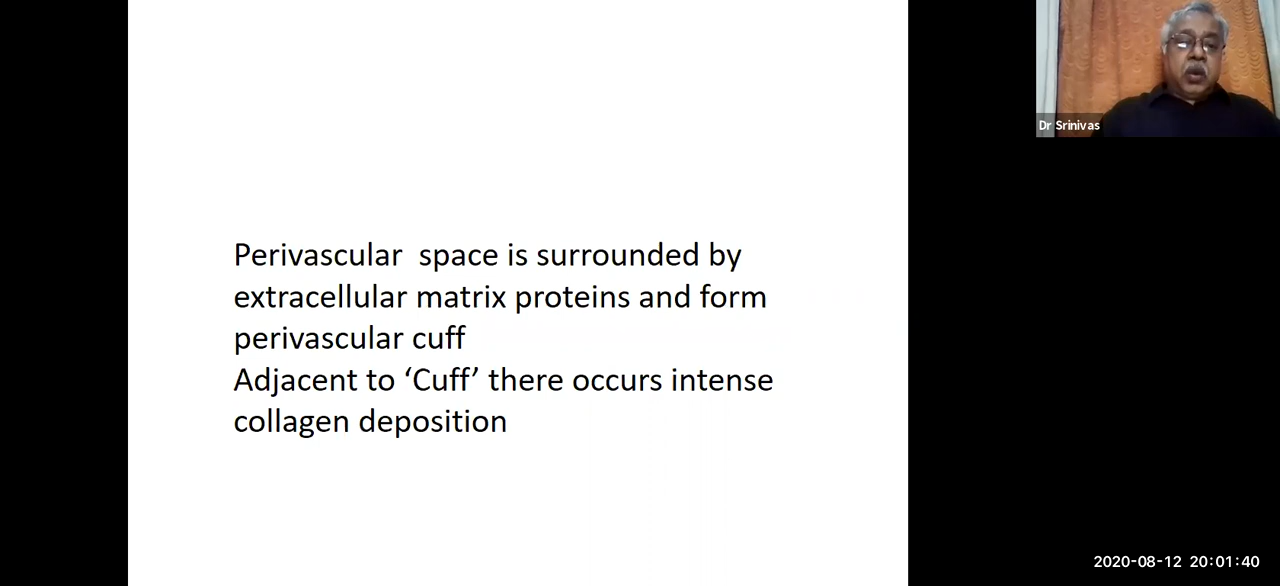 Perivascular  space is surrounded by
extracellular matrix proteins and form
perivascular cuff
Adjacent to ‘Cuff’ there occurs intense
collagen deposition
Dr Srinivas
2020-08-12 20:01:40